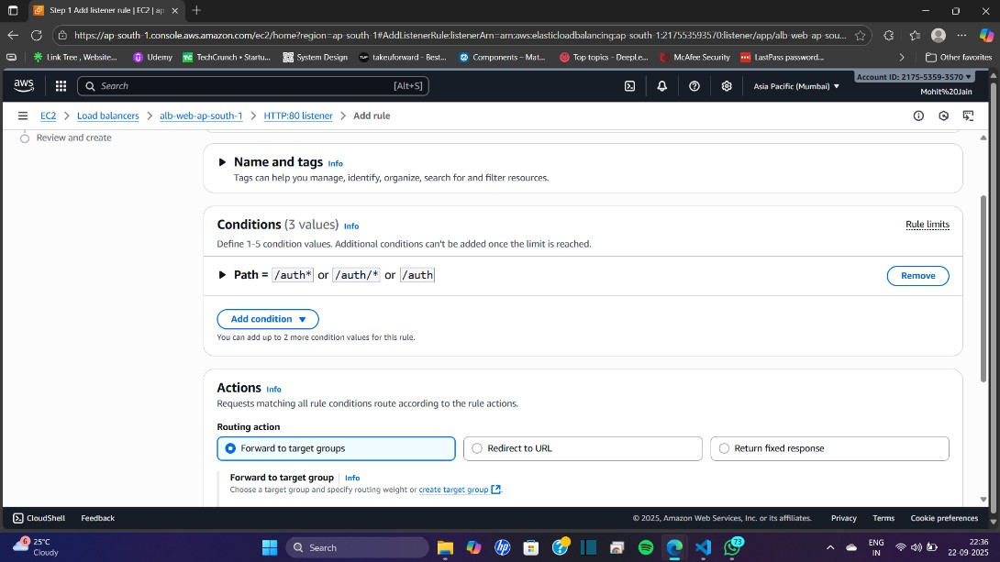 Step 1 Add listener rule | EC2 | ap
https://ap-south-1.console.aws.amazon.com/ec2/home?region=ap-south-1#AddListenerRule:listenerArn=arn:aws:elasticloadbalancing:ap-south-1:217553593570:listener/app/alb-web-ap-sou...
Link Tree , Website...
Udemy
TechCrunch • Startu...
System Design
takeuforward - Best...
Components – Mat...
Top topics - DeepLe...
McAfee Security
LastPass password...
Other favorites
aws
Search
[Alt+S]
Asia Pacific (Mumbai)
Account ID: 2175-5359-3570
Mohit%20Jain
EC2 > Load balancers > alb-web-ap-south-1 > HTTP:80 listener > Add rule
Review and create
Name and tags Info
Tags can help you manage, identify, organize, search for and filter resources.
Conditions (3 values) Info
Rule limits
Define 1-5 condition values. Additional conditions can't be added once the limit is reached.
Path = /auth* or /auth/* or /auth
Remove
Add condition
You can add up to 2 more condition values for this rule.
Actions Info
Requests matching all rule conditions route according to the rule actions.
Routing action
Forward to target groups
Redirect to URL
Return fixed response
Forward to target group Info
Choose a target group and specify routing weight or create target group.
CloudShell
Feedback
© 2025, Amazon Web Services, Inc. or its affiliates.
Privacy
Terms
Cookie preferences
6
25°C
Cloudy
Search
73
ENG
IN
22:36
22-09-2025